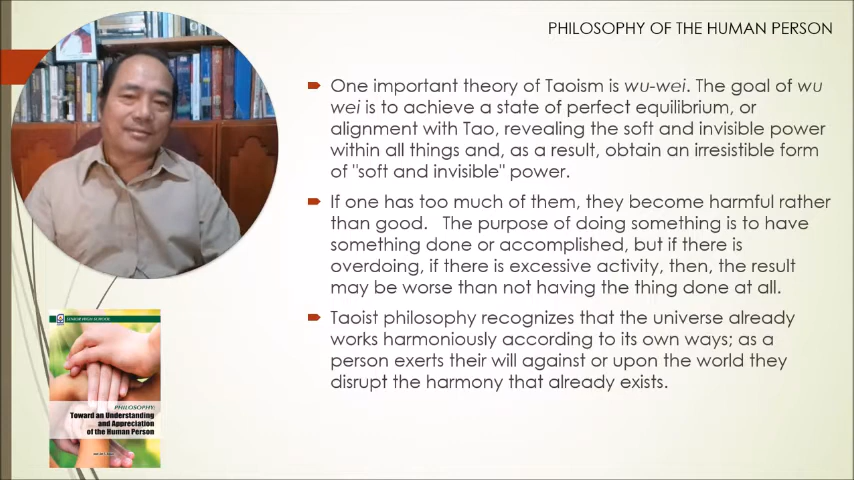 PHILOSOPHY OF THE HUMAN PERSON
One important theory of Taoism is wu-wei. The goal of wu
wei is to achieve a state of perfect equilibrium, or
alignment with Tao, revealing the soft and invisible power
within all things and, as a result, obtain an irresistible form
of "soft and invisible" power.
If one has too much of them, they become harmful rather
than good. The purpose of doing something is to have
something done or accomplished, but if there is
overdoing, if there is excessive activity, then, the result
may be worse than not having the thing done at all.
Taoist philosophy recognizes that the universe already
works harmoniously according to its own ways; as a
person exerts their will against or upon the world they
disrupt the harmony that already exists.
SENIOR HIGH SCHOOL
PHILOSOPHY:
Toward an Understanding
and Appreciation
of the Human Person